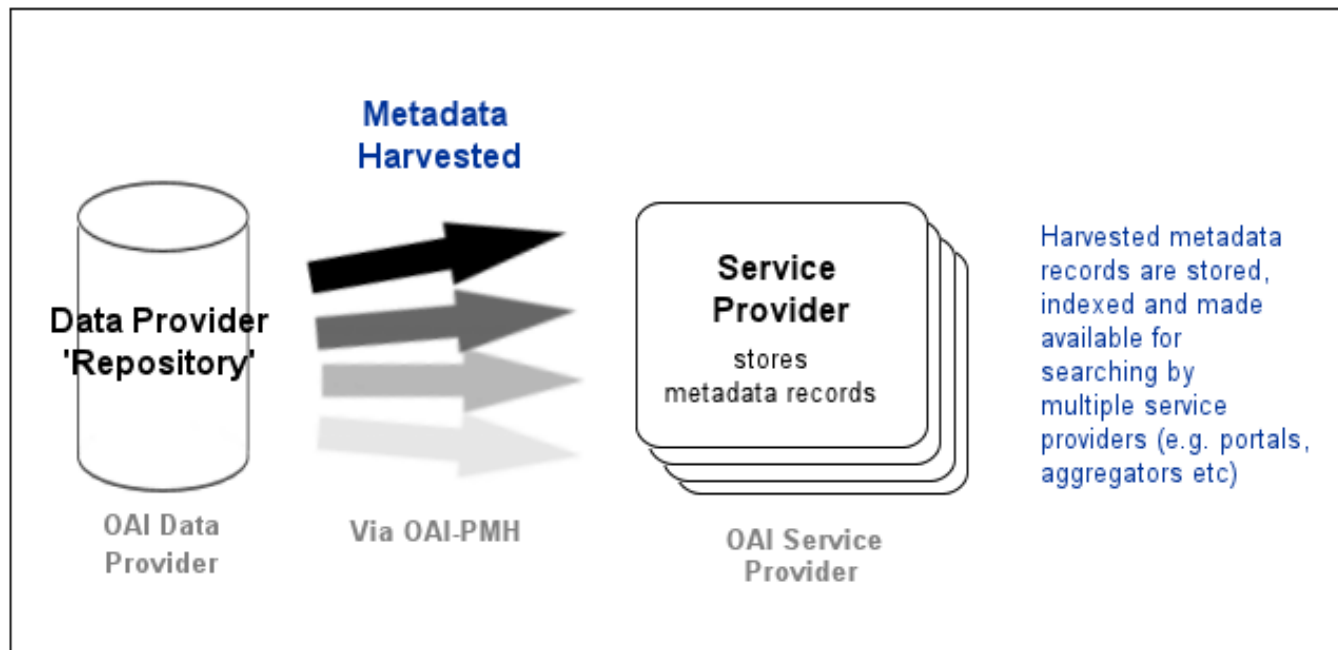 Metadata
Harvested
Data Provider
'Repository'
OAI Data
Provider
Via OAI-PMH
Service
Provider
stores
metadata records
OAI Service
Provider
Harvested metadata
records are stored,
indexed and made
available for
searching by
multiple service
providers (e.g. portals,
aggregators etc)